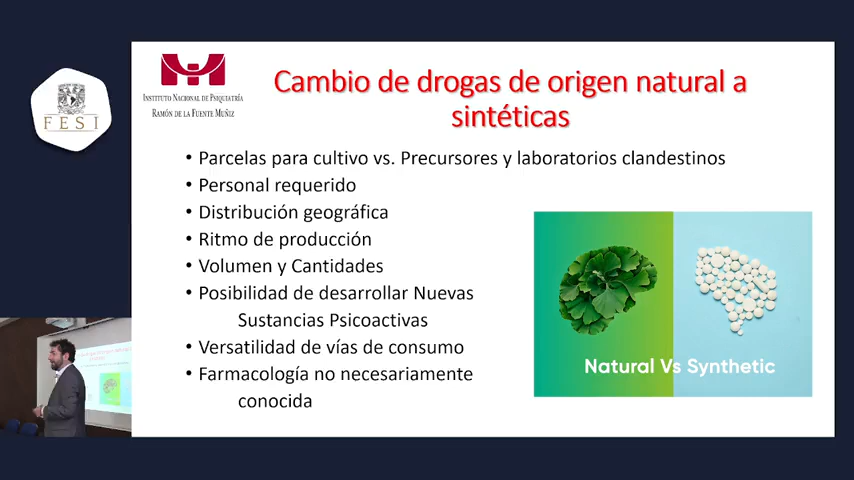 FESI
INSTITUTO NACIONAL DE PSIQUIATRÍA
RAMÓN DE LA FUENTE MUÑIZ
Cambio de drogas de origen natural a
sintéticas
• Parcelas para cultivo vs. Precursores y laboratorios clandestinos
• Personal requerido
• Distribución geográfica
• Ritmo de producción
• Volumen y Cantidades
• Posibilidad de desarrollar Nuevas
Sustancias Psicoactivas
• Versatilidad de vías de consumo
• Farmacología no necesariamente
conocida
Natural Vs Synthetic